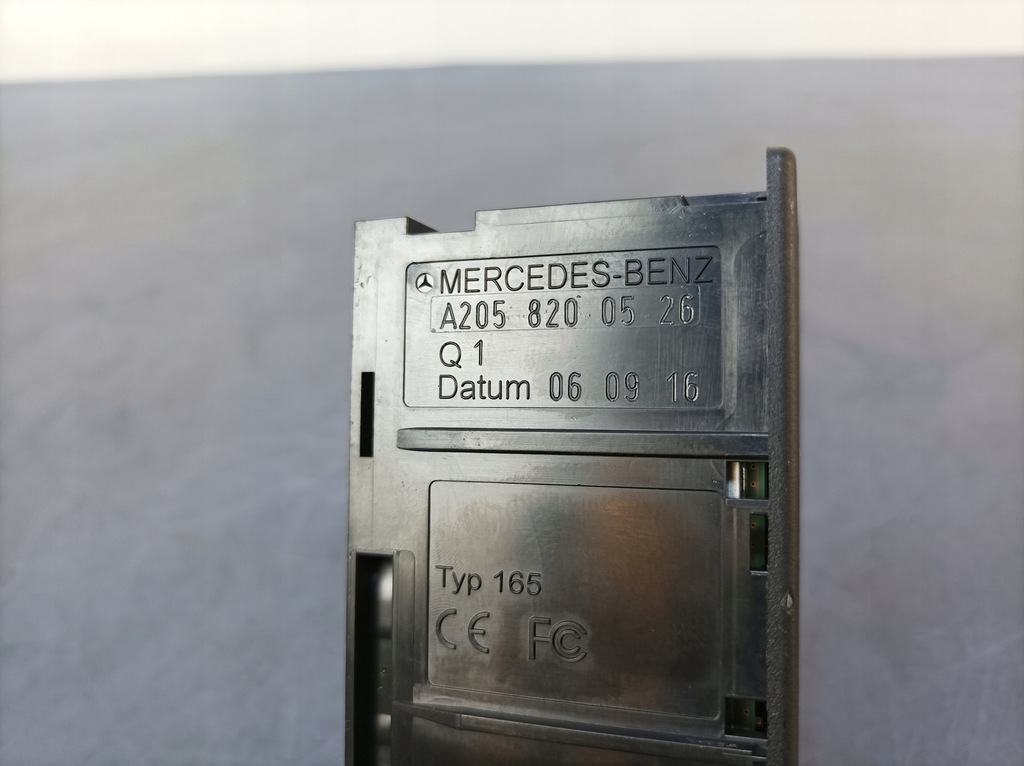 MERCEDES-BENZ
A205 820 05 26
Q 1
Datum 06 09 16
Typ 165
CE FC